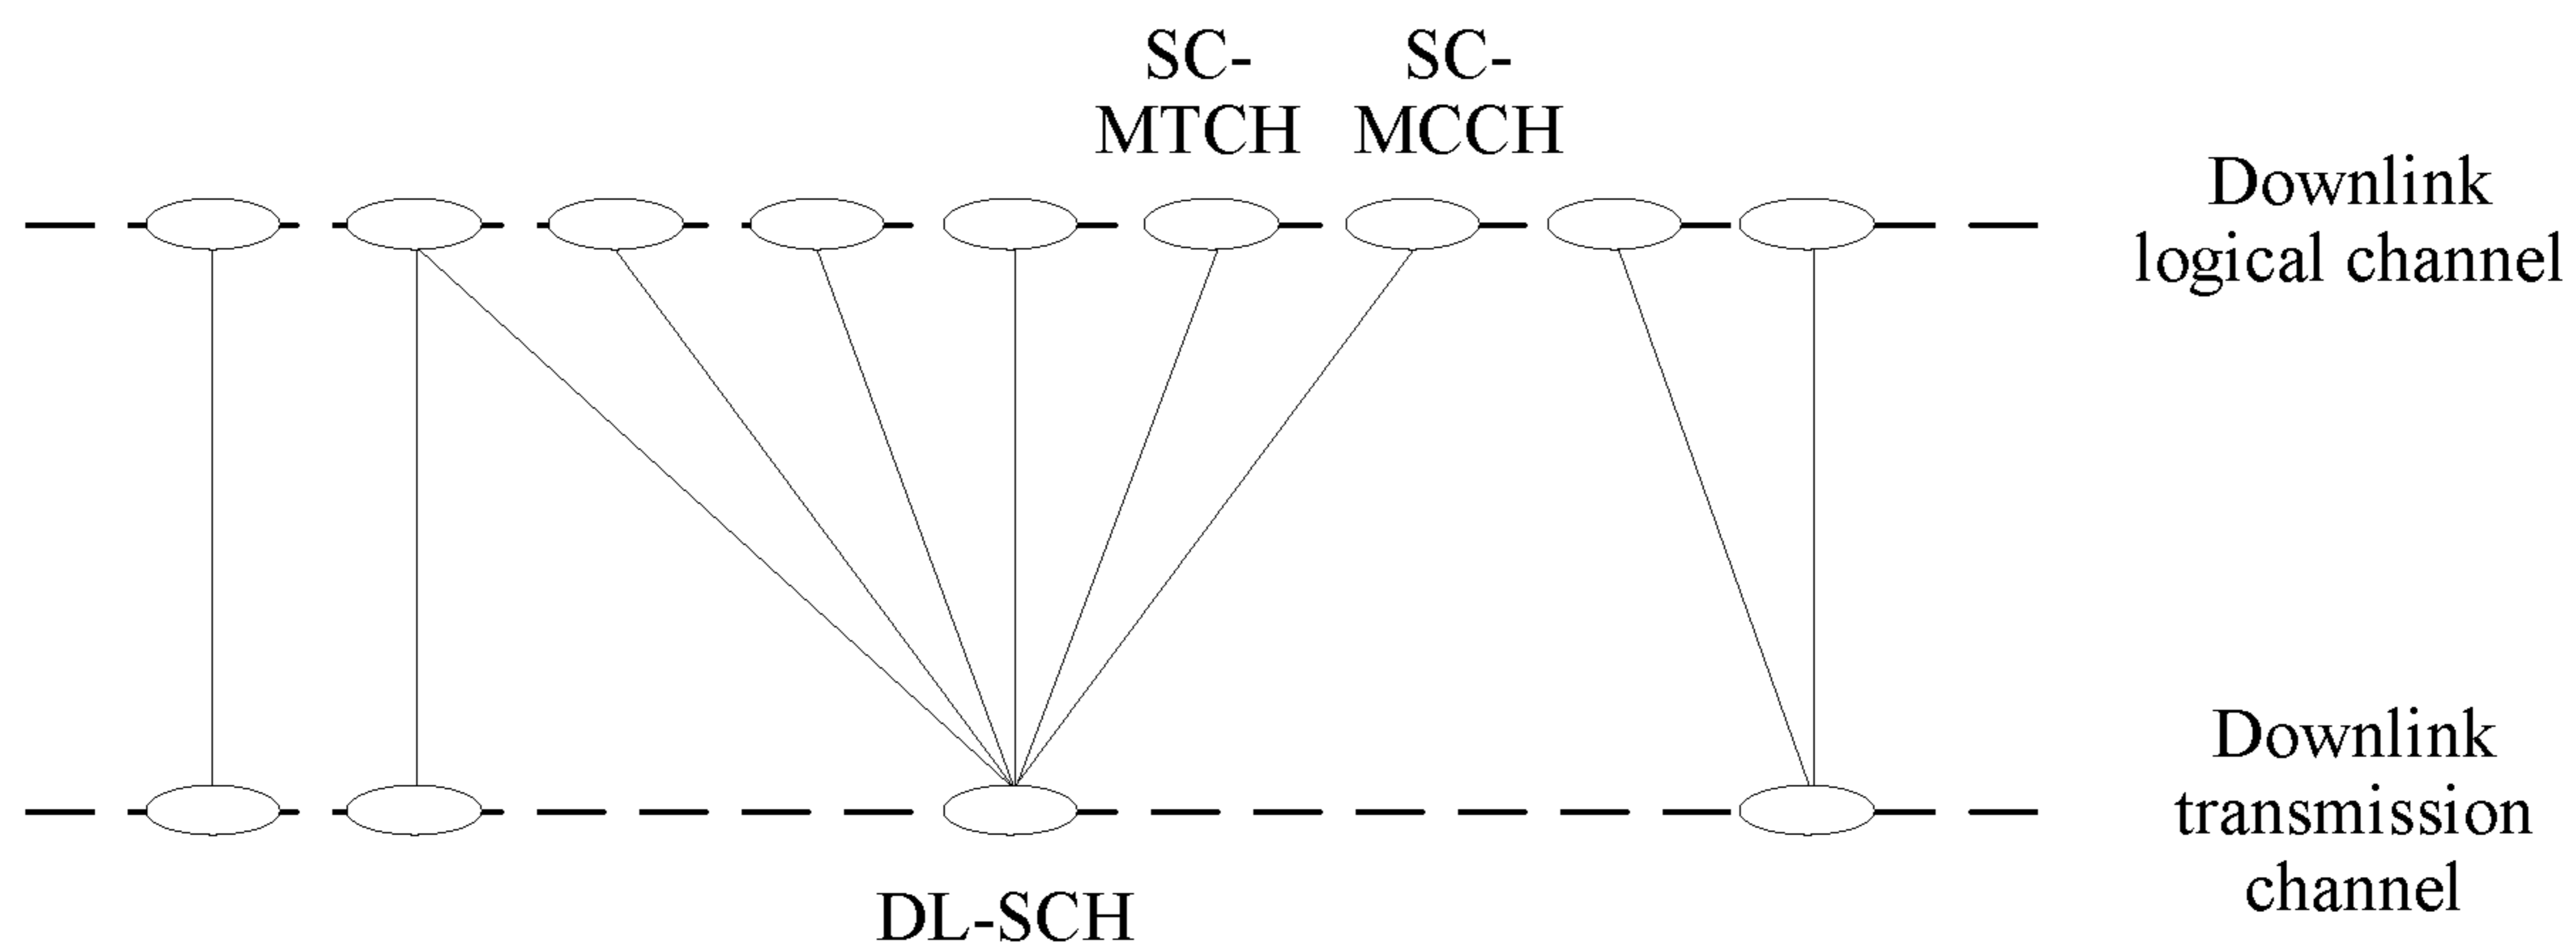 SC-
MTCH
SC-
MCCH
Downlink
logical channel
Downlink
transmission
channel
DL-SCH